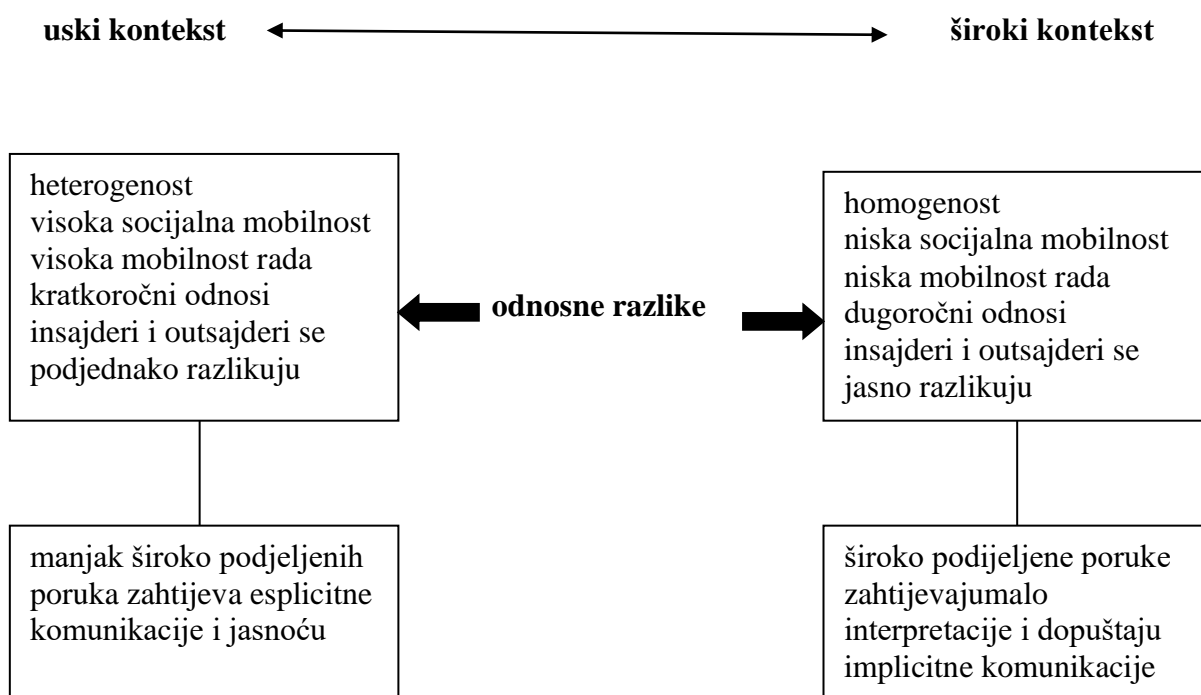 uski kontekst
široki kontekst
heterogenost
visoka socijalna mobilnost
visoka mobilnost rada
kratkoročni odnosi
insajderi i outsajderi se
podjednako razlikuju
odnosne razlike
homogenost
niska socijalna mobilnost
niska mobilnost rada
dugoročni odnosi
insajderi i outsajderi se
jasno razlikuju
manjak široko podjeljenih
poruka zahtijeva esplicitne
komunikacije i jasnoću
široko podijeljene poruke
zahtijevajumalo
interpretacije i dopuštaju
implicitne komunikacije